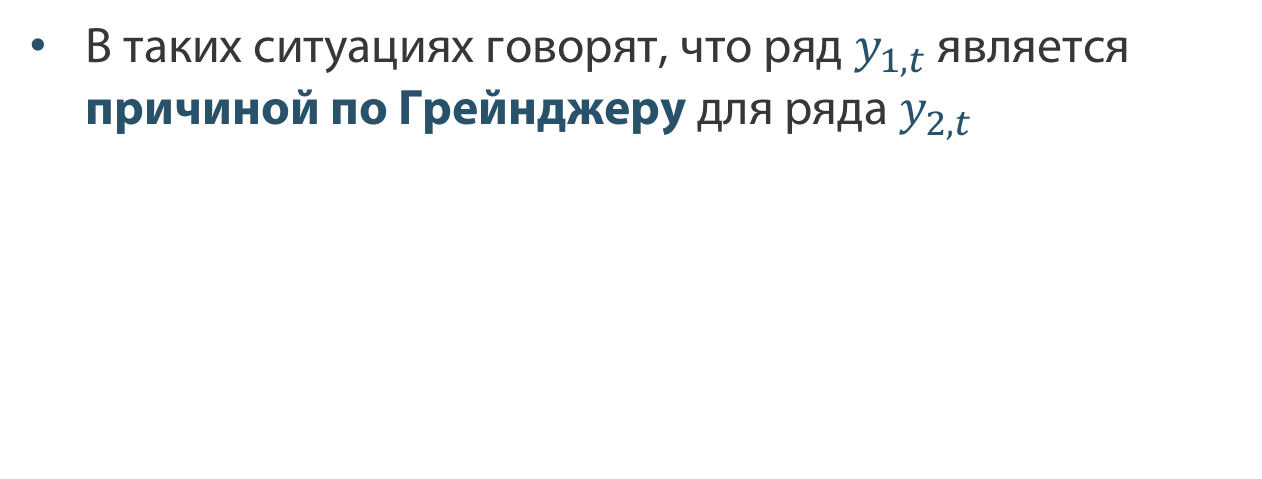 • В таких ситуациях говорят, что ряд y₁,ₜ является
причиной по Грейнджеру для ряда y₂,ₜ